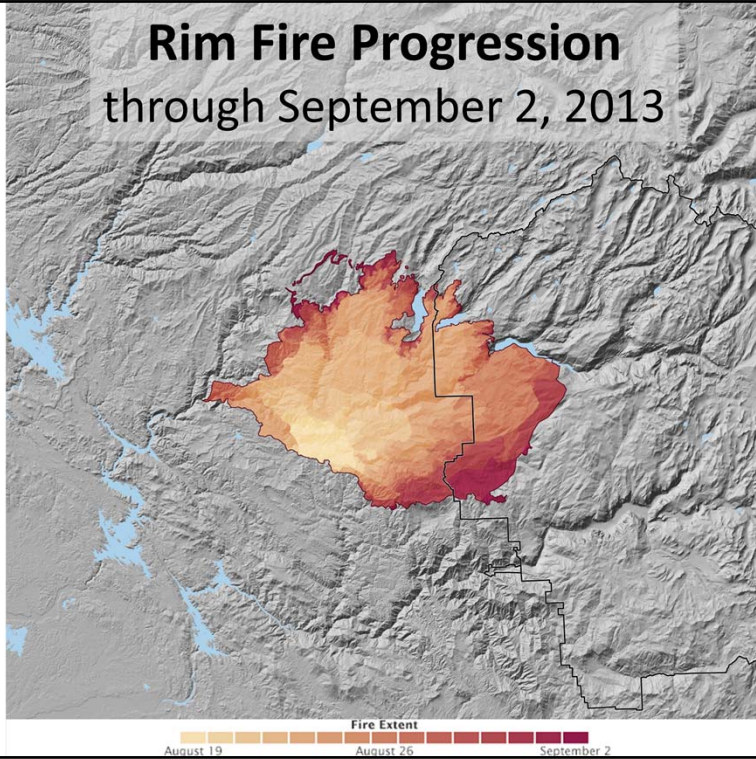 Rim Fire Progression
through September 2, 2013
Fire Extent
August 19 August 26 September 2